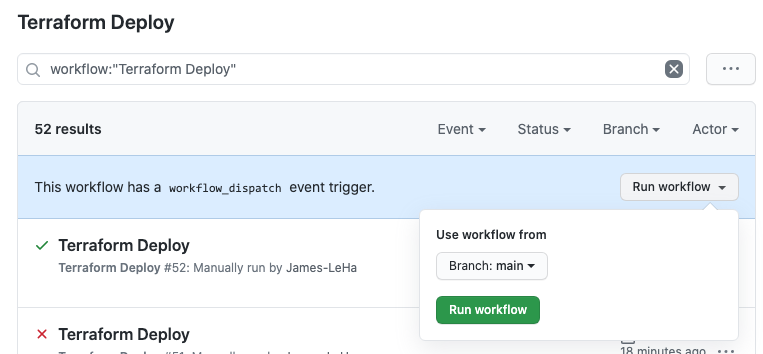 Terraform Deploy
workflow:"Terraform Deploy"
52 results
Event
Status
Branch
Actor
This workflow has a workflow_dispatch event trigger.
Run workflow
Use workflow from
Branch: main
Run workflow
Terraform Deploy
Terraform Deploy #52: Manually run by James-LeHa
Terraform Deploy
18 minutes ago